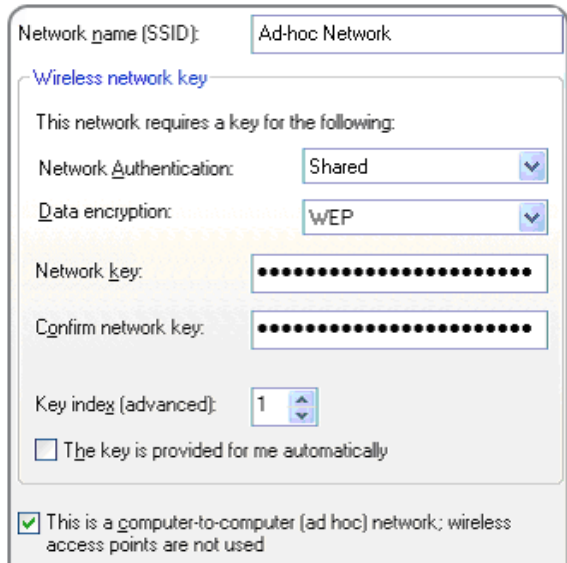 Network name (SSID): Ad-hoc Network
Wireless network key
This network requires a key for the following:
Network Authentication: Shared
Data encryption: WEP
Network key: ●●●●●●●●●●●●●●●●●●●●●●●
Confirm network key: ●●●●●●●●●●●●●●●●●●●●●●●
Key index (advanced): 1
The key is provided for me automatically
This is a computer-to-computer (ad hoc) network; wireless
access points are not used